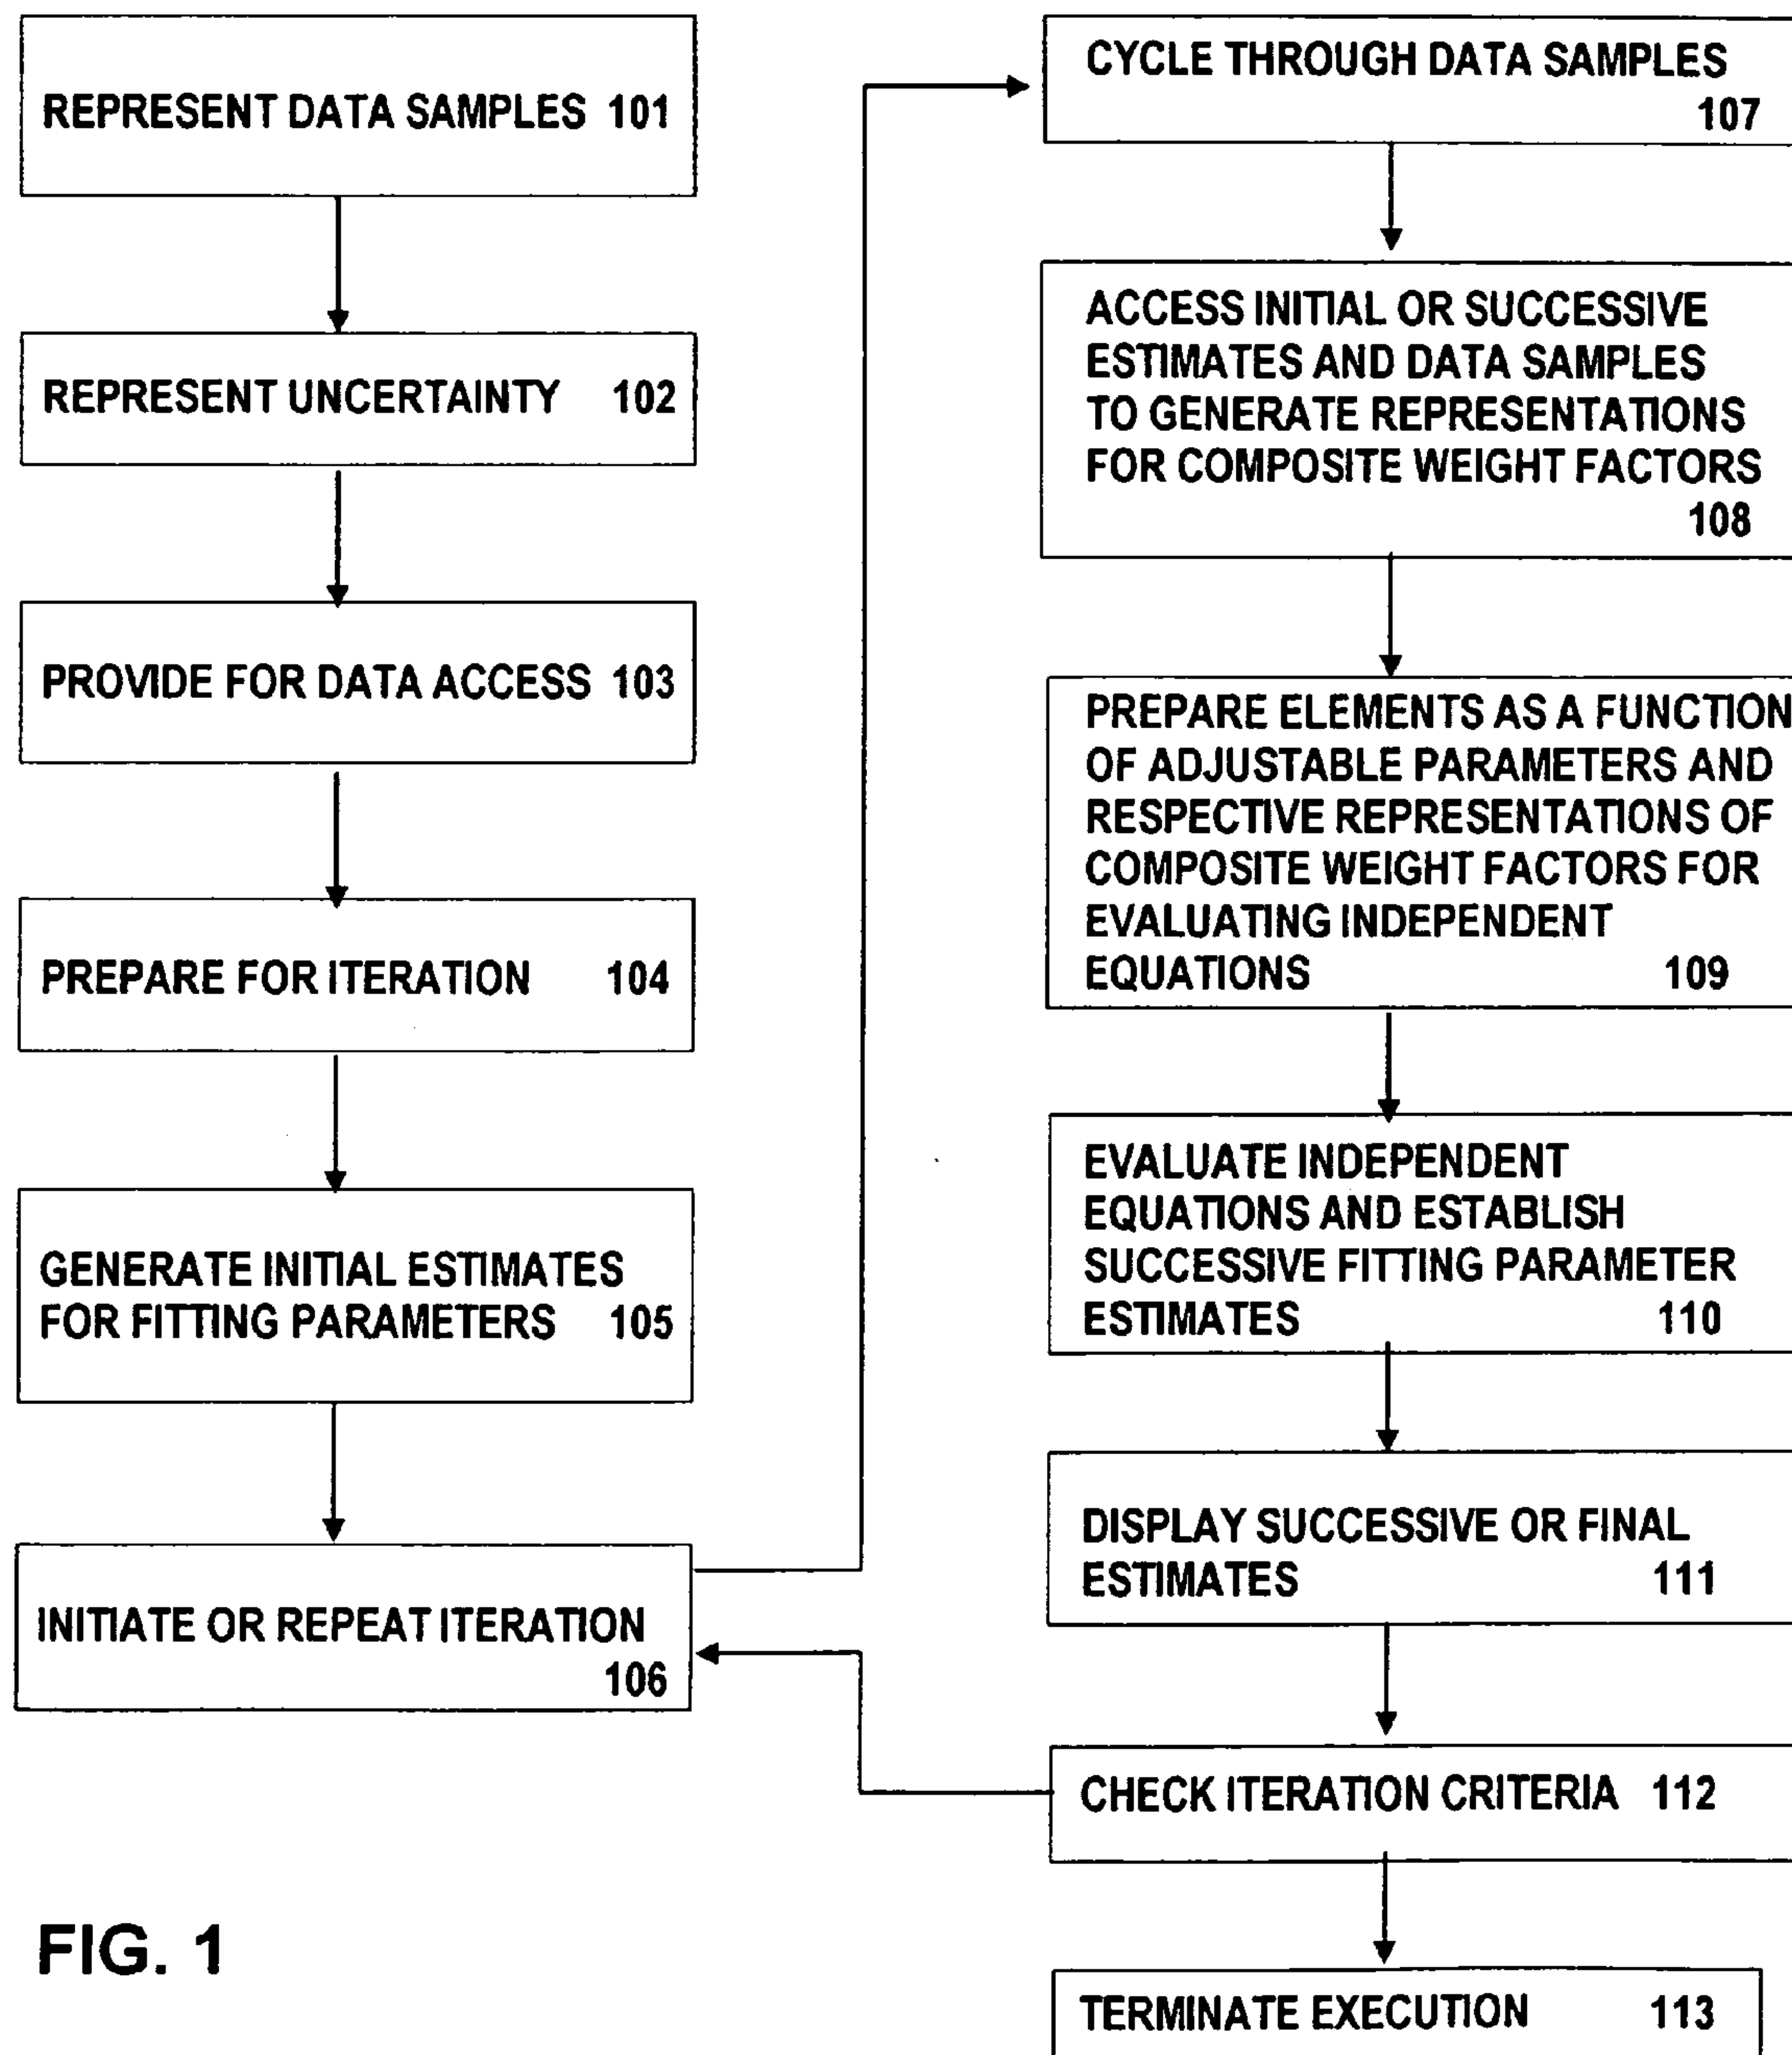 REPRESENT DATA SAMPLES 101
REPRESENT UNCERTAINTY 102
PROVIDE FOR DATA ACCESS 103
PREPARE FOR ITERATION 104
GENERATE INITIAL ESTIMATES
FOR FITTING PARAMETERS 105
INITIATE OR REPEAT ITERATION
106
CYCLE THROUGH DATA SAMPLES
107
ACCESS INITIAL OR SUCCESSIVE
ESTIMATES AND DATA SAMPLES
TO GENERATE REPRESENTATIONS
FOR COMPOSITE WEIGHT FACTORS
108
PREPARE ELEMENTS AS A FUNCTION
OF ADJUSTABLE PARAMETERS AND
RESPECTIVE REPRESENTATIONS OF
COMPOSITE WEIGHT FACTORS FOR
EVALUATING INDEPENDENT
EQUATIONS 109
EVALUATE INDEPENDENT
EQUATIONS AND ESTABLISH
SUCCESSIVE FITTING PARAMETER
ESTIMATES 110
DISPLAY SUCCESSIVE OR FINAL
ESTIMATES 111
CHECK ITERATION CRITERIA 112
TERMINATE EXECUTION 113
FIG. 1